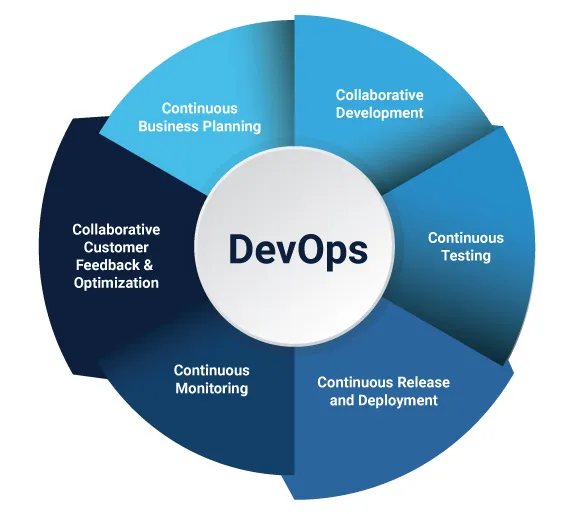 Continuous
Business Planning
Collaborative
Development
Continuous
Testing
Continuous Release
and Deployment
Continuous
Monitoring
Collaborative
Customer
Feedback &
Optimization
DevOps